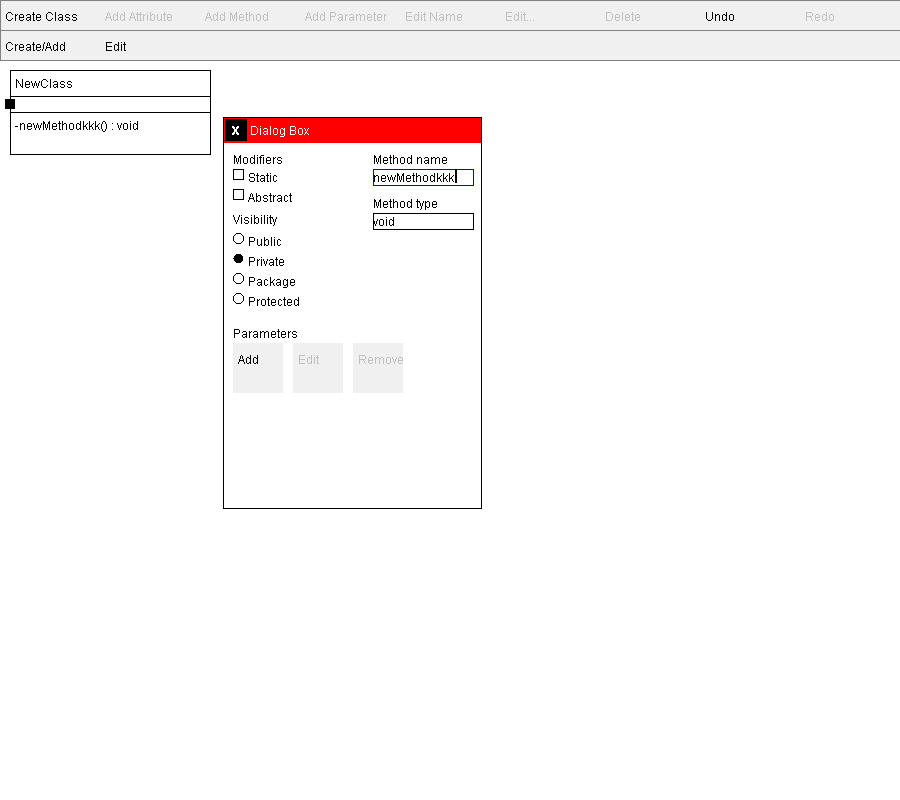 Create Class Add Attribute Add Method Add Parameter Edit Name Edit... Delete Undo Redo
Create/Add Edit
NewClass
-newMethodkkk() : void
X Dialog Box
Modifiers
Static
Abstract
Visibility
Public
Private
Package
Protected
Method name
newMethodkkk
Method type
void
Parameters
Add Edit Remove